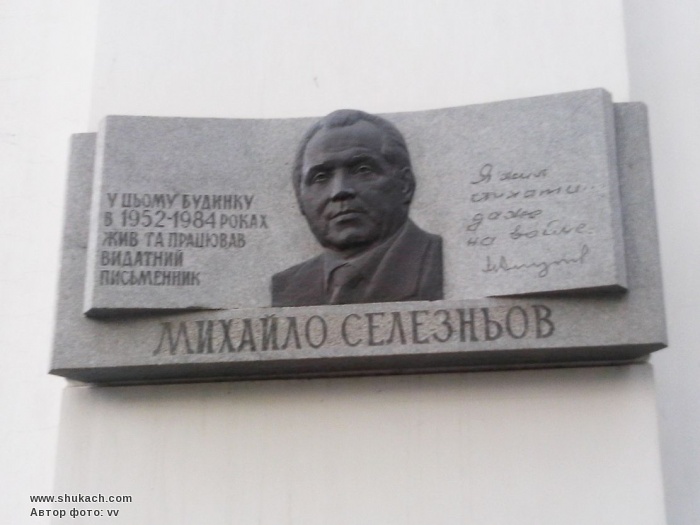 У ЦЬОМУ БУДИНКУ
В 1952-1984 РОКАХ
ЖИВ ТА ПРАЦЮВАВ
ВИДАТНИЙ
ПИСЬМЕННИК
Я жил
стихами..
даже
на войне.
МИХАЙЛО СЕЛЕЗНЬОВ
www.shukach.com
Автор фото: vv